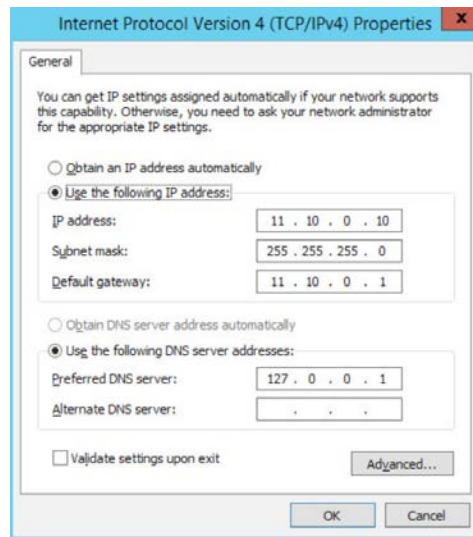 Internet Protocol Version 4 (TCP/IPv4) Properties
x
General
You can get IP settings assigned automatically if your network supports
this capability. Otherwise, you need to ask your network administrator
for the appropriate IP settings.
Obtain an IP address automatically
Use the following IP address:
IP address: 11 . 10 . 0 . 10
Subnet mask: 255 . 255 . 255 . 0
Default gateway: 11 . 10 . 0 . 1
Obtain DNS server address automatically
Use the following DNS server addresses:
Preferred DNS server: 127 . 0 . 0 . 1
Alternate DNS server: . . .
Validate settings upon exit
Advanced...
OK Cancel